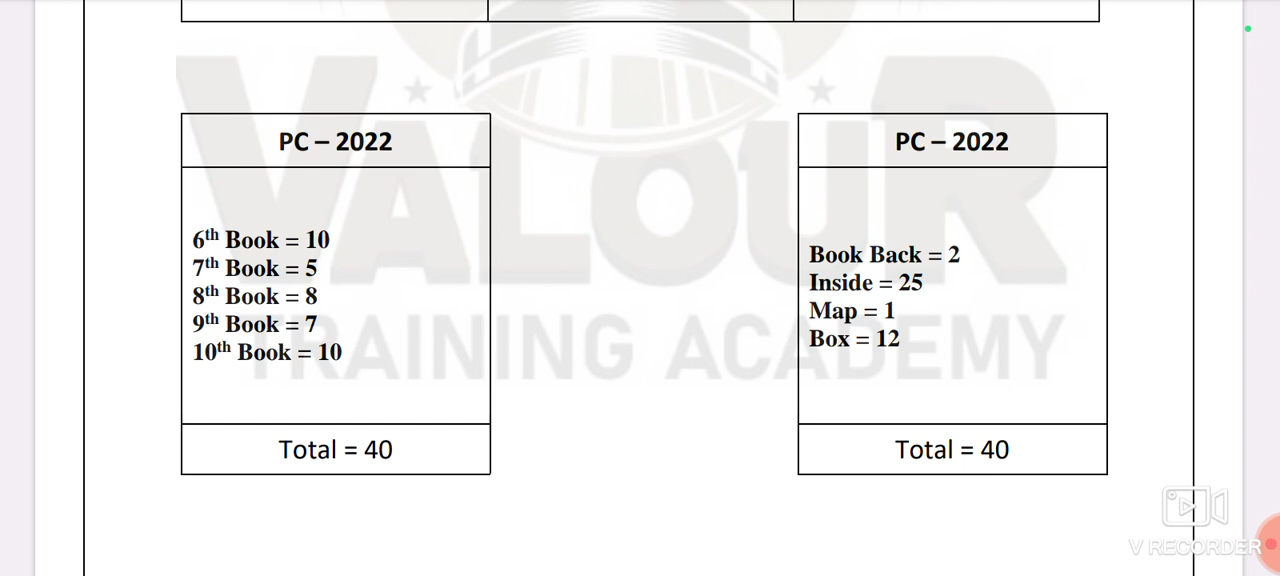 VALOUR
TRAINING ACADEMY
PC – 2022
6th Book = 10
7th Book = 5
8th Book = 8
9th Book = 7
10th Book = 10
Total = 40
PC – 2022
Book Back = 2
Inside = 25
Map = 1
Box = 12
Total = 40
V RECORDER